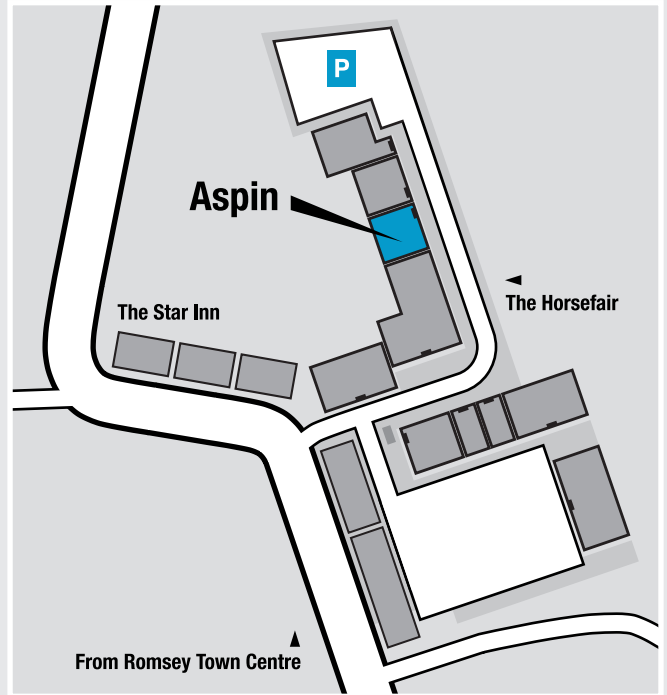 P
Aspin
The Horsefair
The Star Inn
From Romsey Town Centre